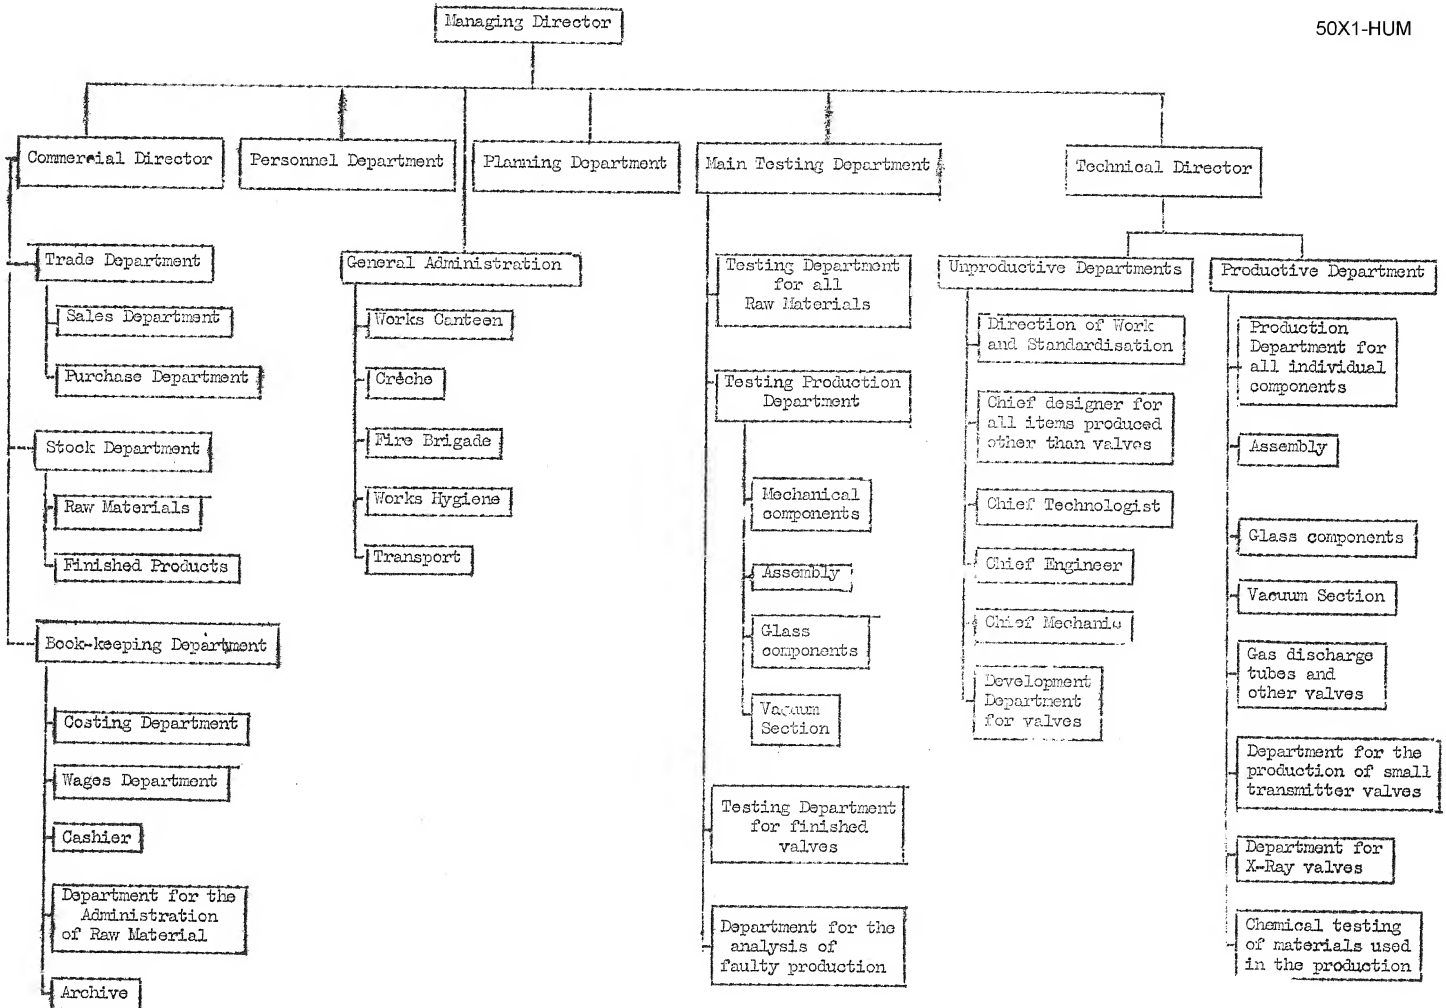 50X1-HUM
Managing Director
Commercial Director
Personnel Department
Planning Department
Main Testing Department
Technical Director
Trade Department
Sales Department
Purchase Department
Stock Department
Raw Materials
Finished Products
Book-keeping Department
Costing Department
Wages Department
Cashier
Department for the
Administration
of Raw Material
Archive
General Administration
Works Canteen
Crèche
Fire Brigade
Works Hygiene
Transport
Testing Department
for all
Raw Materials
Testing Production
Department
Mechanical
components
Assembly
Glass
components
Vacuum
Section
Testing Department
for finished
valves
Department for the
analysis of
faulty production
Unproductive Departments
Direction of Work
and Standardisation
Chief designer for
all items produced
other than valves
Chief Technologist
Chief Engineer
Chief Mechanic
Development
Department
for valves
Productive Department
Production
Department for
all individual
components
Assembly
Glass components
Vacuum Section
Gas discharge
tubes and
other valves
Department for the
production of small
transmitter valves
Department for
X-Ray valves
Chemical testing
of materials used
in the production